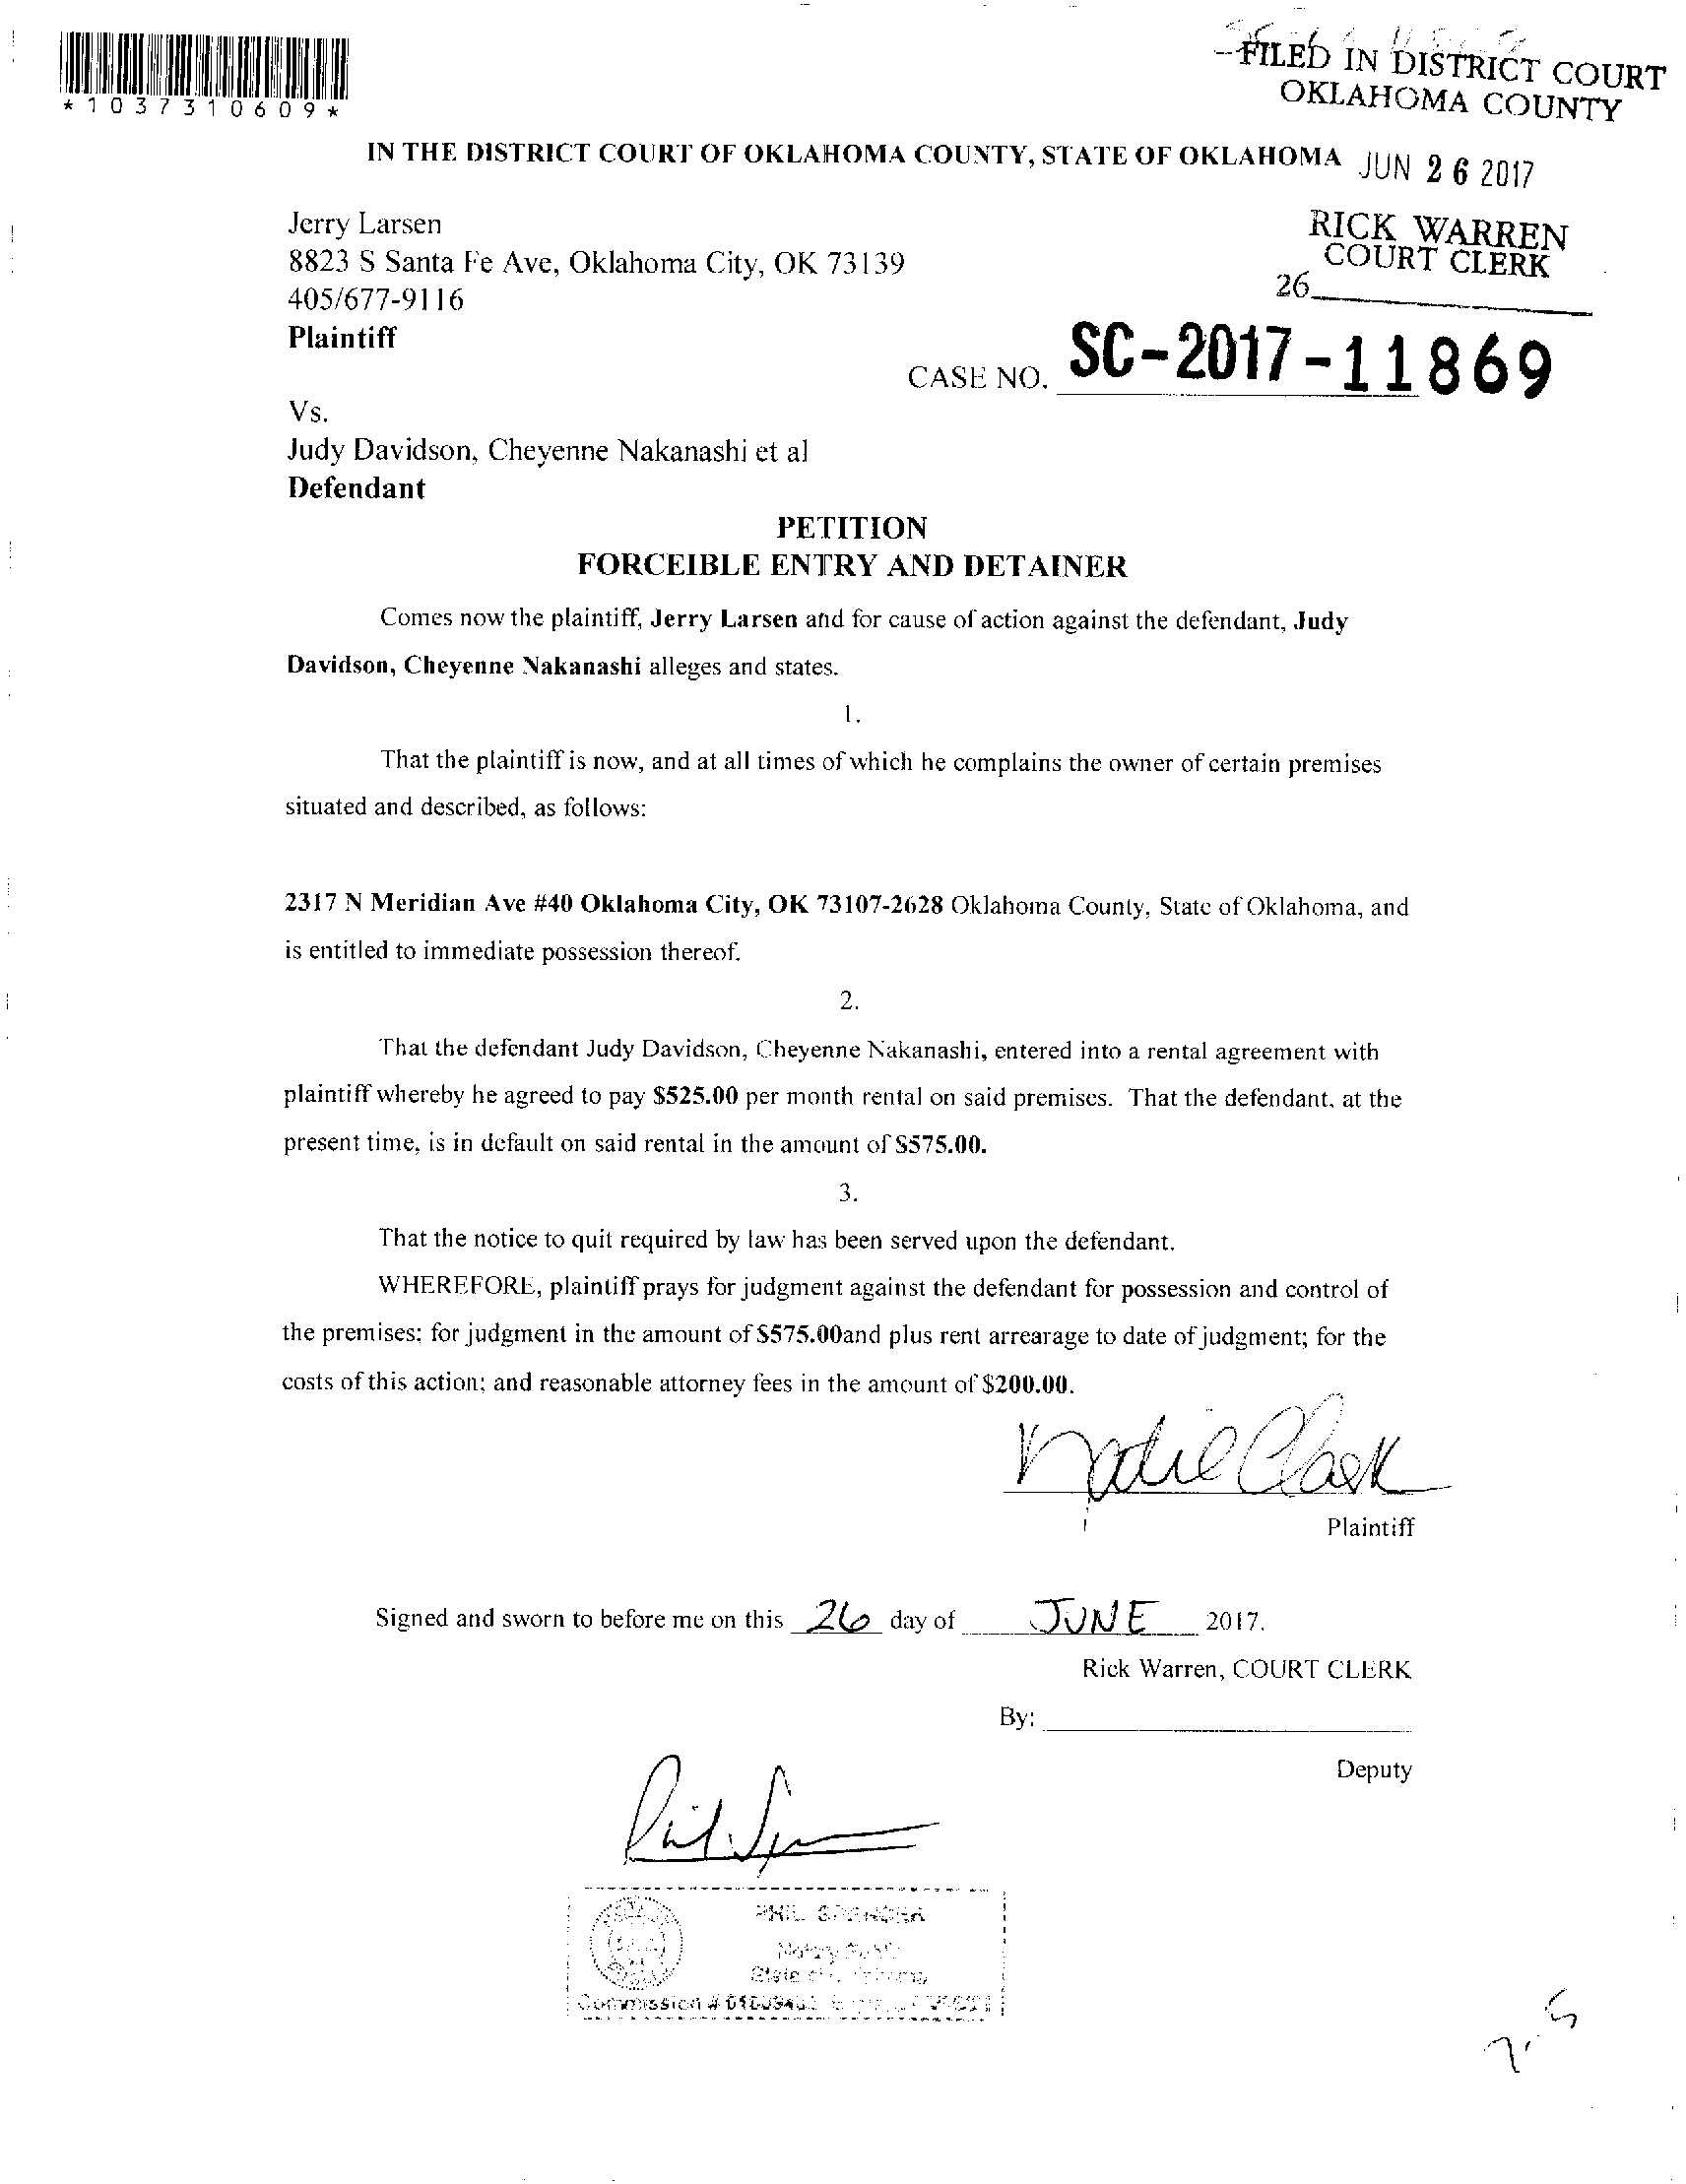 FILED IN DISTRICT COURT
OKLAHOMA COUNTY
*1037310609*
IN THE DISTRICT COURT OF OKLAHOMA COUNTY, STATE OF OKLAHOMA
JUN 26 2017
Jerry Larsen
8823 S Santa Fe Ave, Oklahoma City, OK 73139
405/677-9116
Plaintiff
RICK WARREN
COURT CLERK
26
CASE NO. SC-2017-11869
Vs.
Judy Davidson, Cheyenne Nakanashi et al
Defendant
PETITION
FORCEIBLE ENTRY AND DETAINER
Comes now the plaintiff, Jerry Larsen and for cause of action against the defendant, Judy
Davidson, Cheyenne Nakanashi alleges and states.
1.
That the plaintiff is now, and at all times of which he complains the owner of certain premises
situated and described, as follows:
2317 N Meridian Ave #40 Oklahoma City, OK 73107-2628 Oklahoma County, State of Oklahoma, and
is entitled to immediate possession thereof.
2.
That the defendant Judy Davidson, Cheyenne Nakanashi, entered into a rental agreement with
plaintiff whereby he agreed to pay $525.00 per month rental on said premises. That the defendant, at the
present time, is in default on said rental in the amount of $575.00.
3.
That the notice to quit required by law has been served upon the defendant.
WHEREFORE, plaintiff prays for judgment against the defendant for possession and control of
the premises; for judgment in the amount of $575.00and plus rent arrearage to date of judgment; for the
costs of this action; and reasonable attorney fees in the amount of $200.00.
Clark
Plaintiff
Signed and sworn to before me on this 26 day of JUNE 2017.
Rick Warren, COURT CLERK
By:
Deputy
PHIL
Notary
State
Commission #